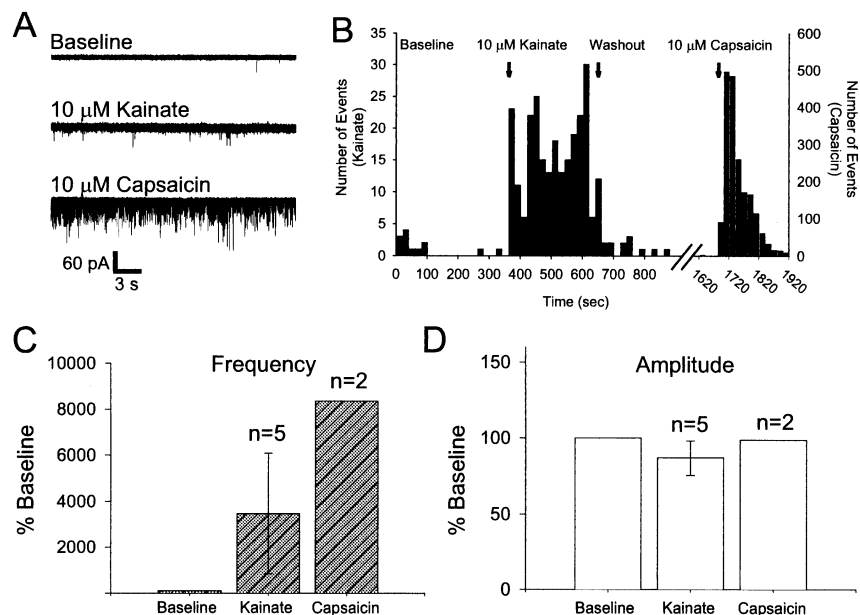 A
Baseline
10 μM Kainate
10 μM Capsaicin
60 pA
3 s
B
Baseline 10 μM Kainate Washout 10 μM Capsaicin
35
30
25
20
15
10
5
0
Number of Events
(Kainate)
600
500
400
300
200
100
0
Number of Events
(Capsaicin)
0 100 200 300 400 500 600 700 800
1620 1720 1820 1920
Time (sec)
C
Frequency
10000
8000
6000
4000
2000
% Baseline
n=5
n=2
Baseline Kainate Capsaicin
D
Amplitude
150
100
50
0
% Baseline
n=5
n=2
Baseline Kainate Capsaicin